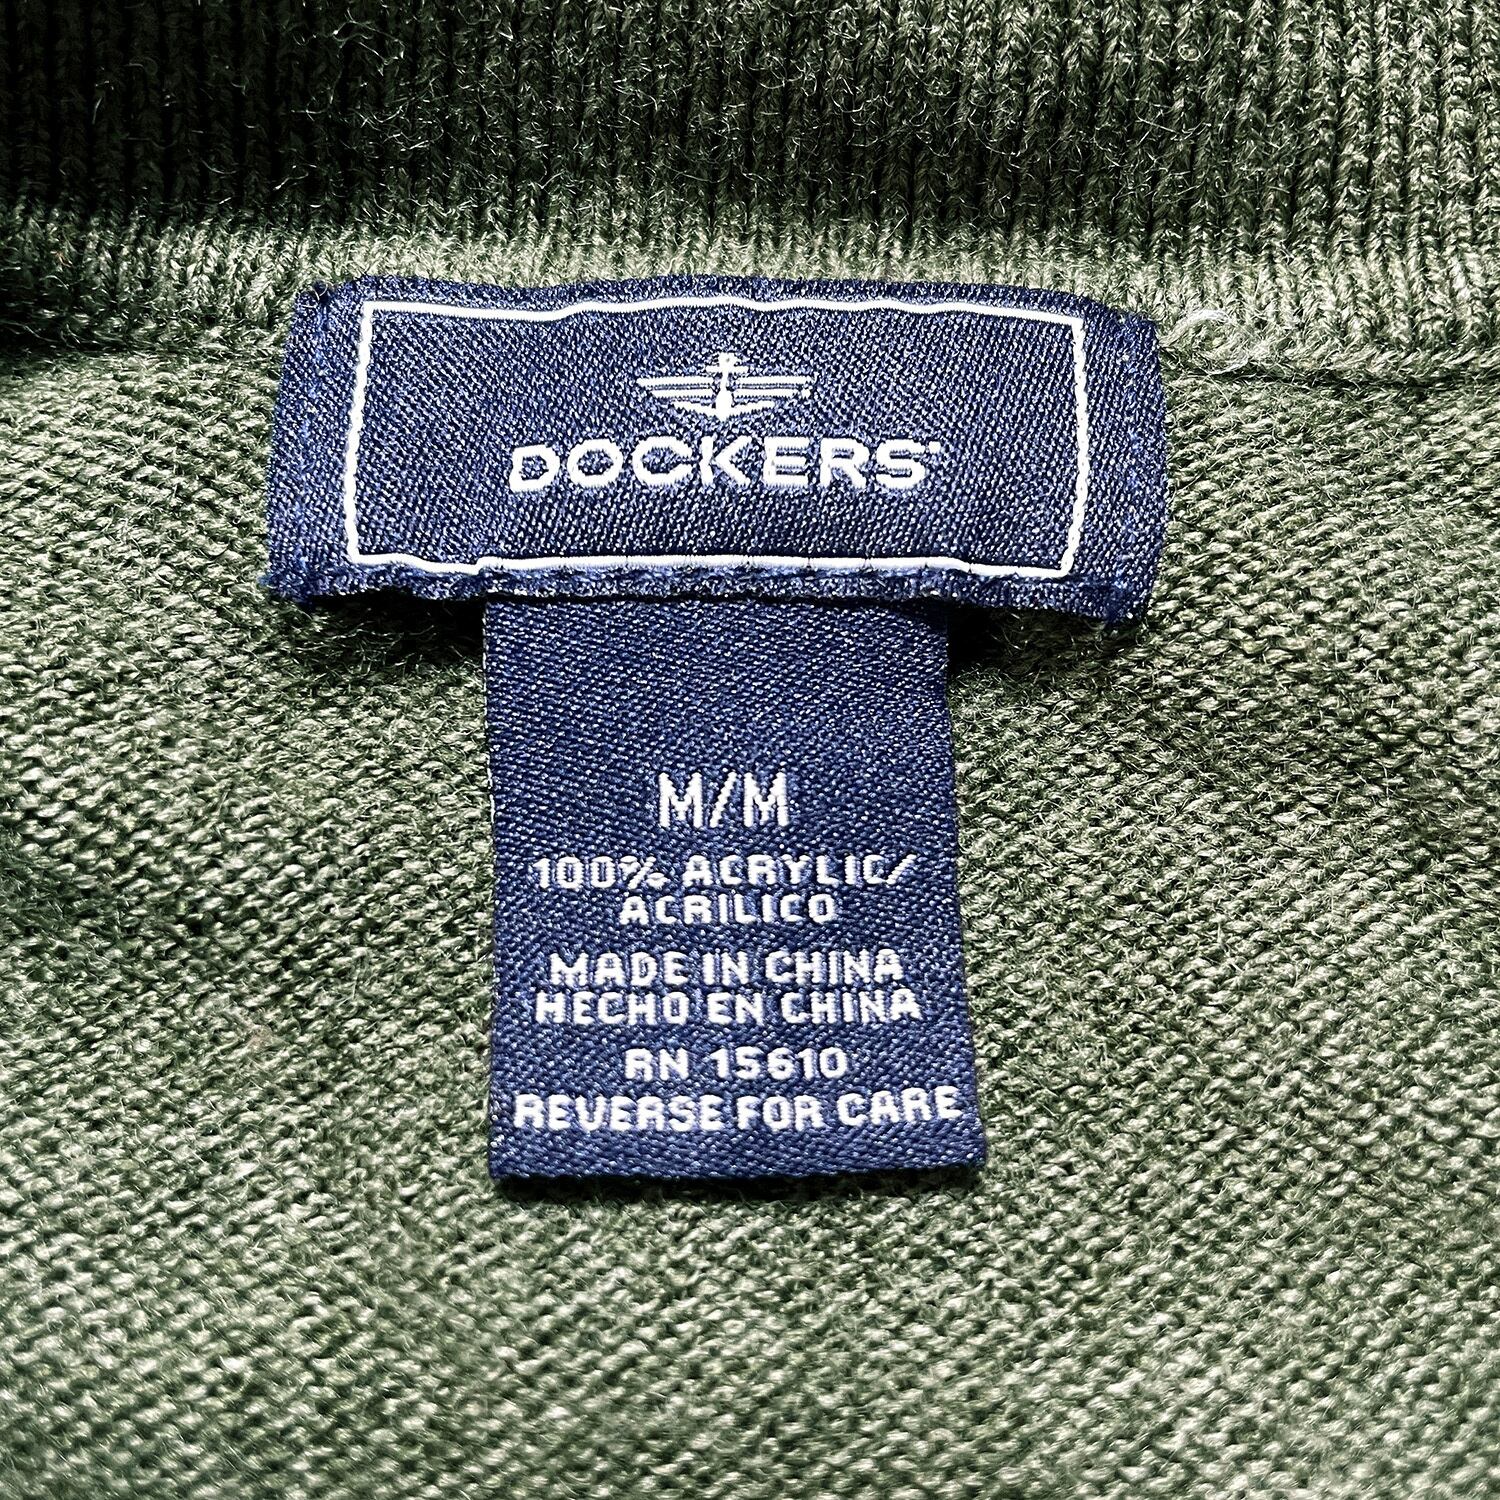 DOCKERS®
M/M
100% ACRYLIC/
ACRILICO
MADE IN CHINA
HECHO EN CHINA
RN 15610
REVERSE FOR CARE